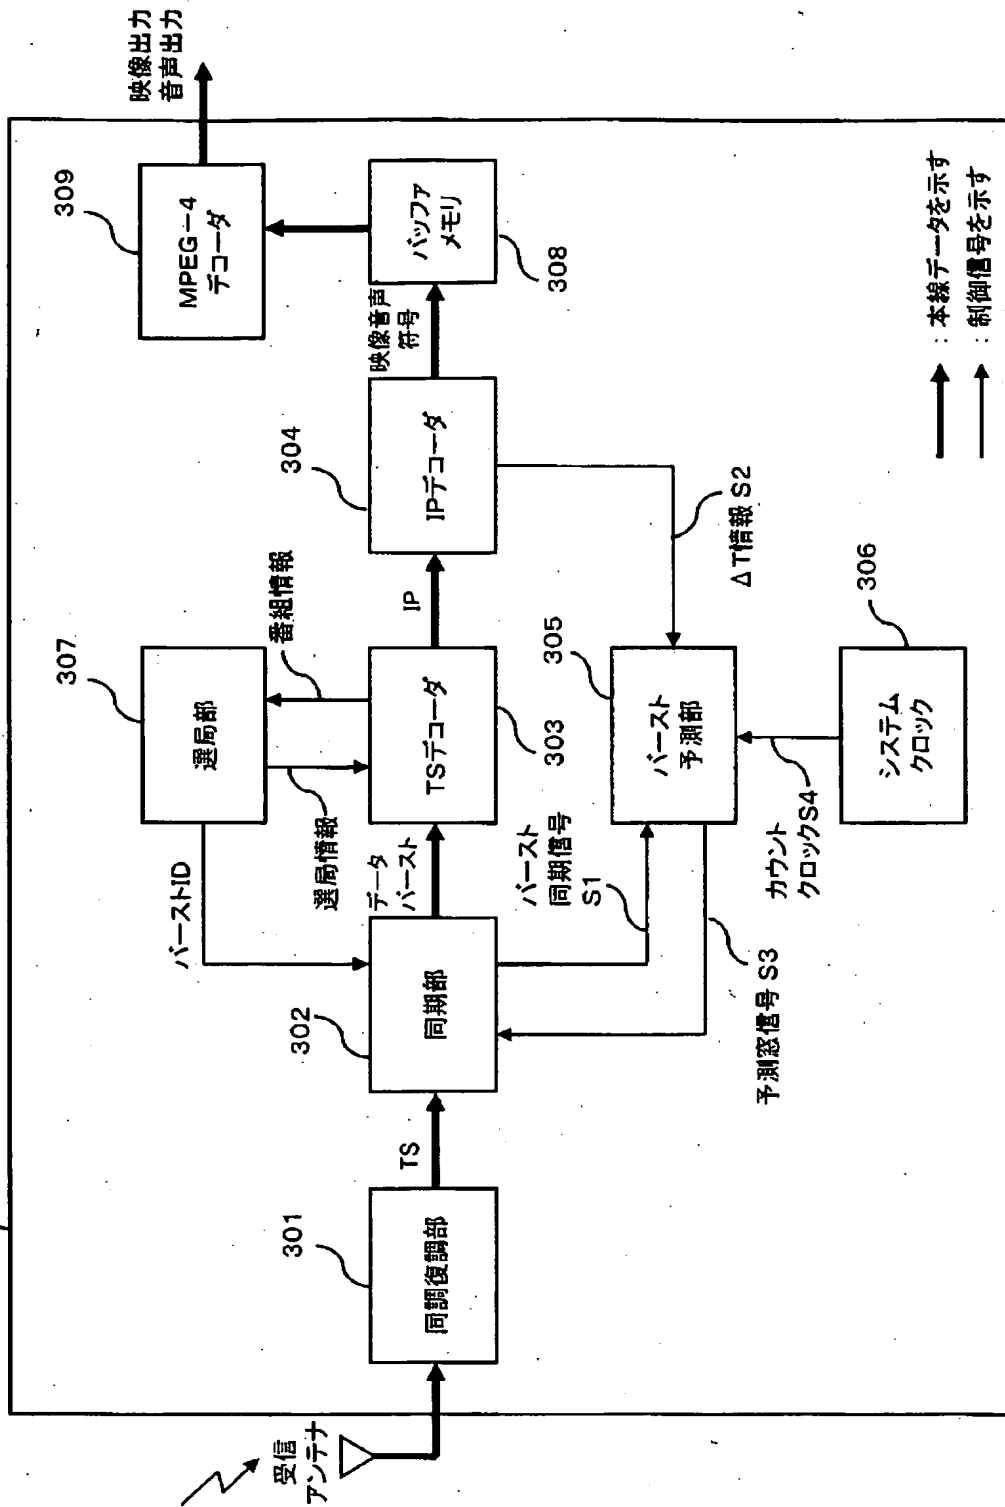 受信
アンテナ
301
同調復調部
TS
302
同期部
バーストID
データ
バースト
307
選局部
選局情報
番組情報
TSデコーダ
303
IP
304
IPデコーダ
映像音声
符号
バッファ
メモリ
308
309
MPEG-4
デコーダ
映像出力
音声出力
バースト
同期信号
S1
予測窓信号 S3
305
バースト
予測部
ΔT情報 S2
カウント
クロックS4
システム
クロック
306
:本線データを示す
:制御信号を示す